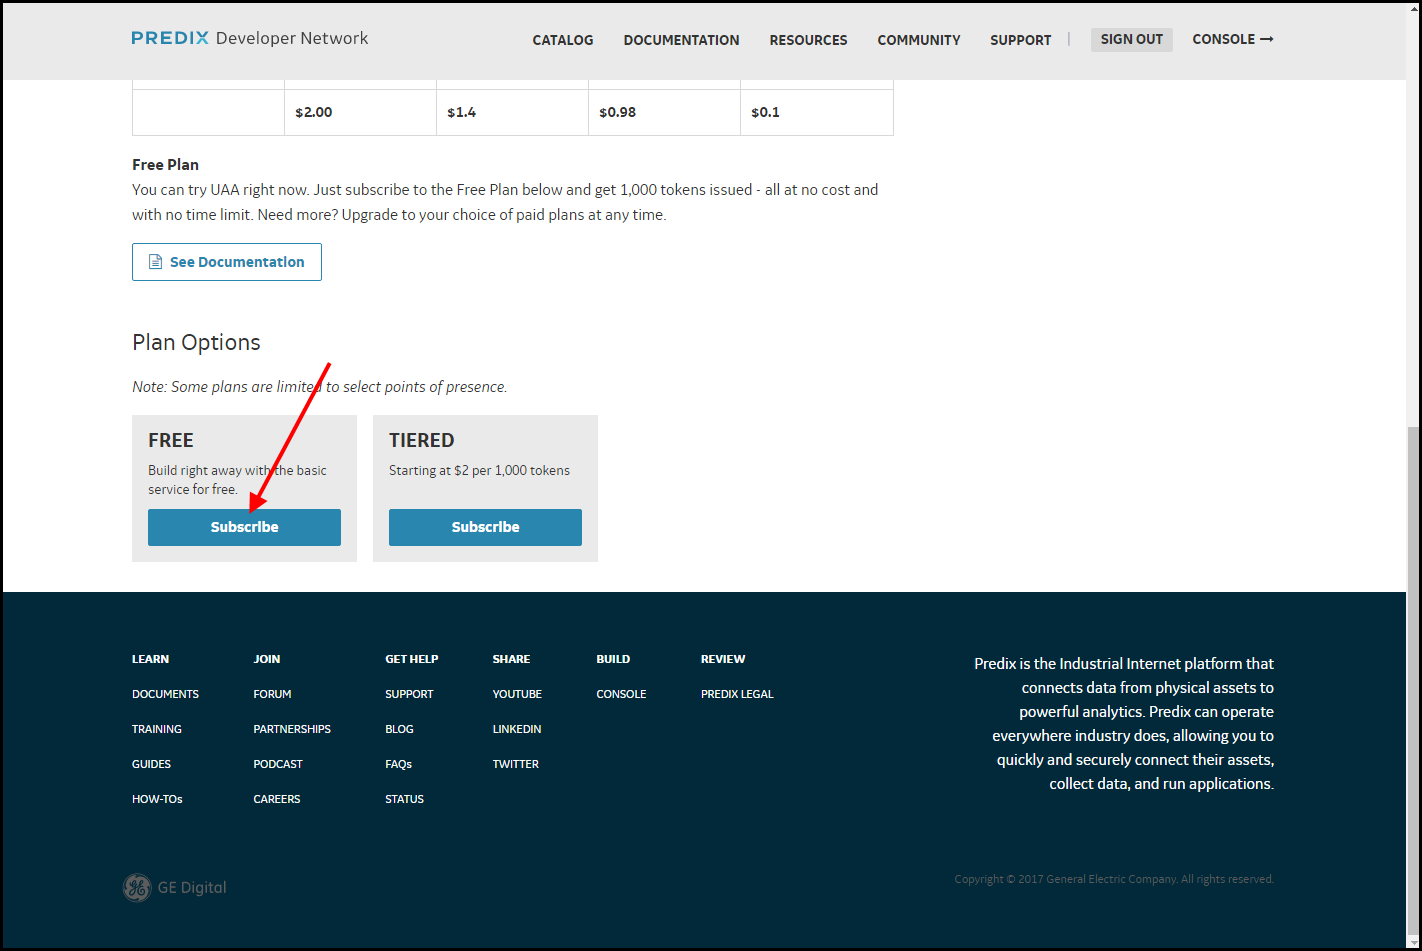 PREDIX Developer Network
CATALOG DOCUMENTATION RESOURCES COMMUNITY SUPPORT | SIGN OUT CONSOLE
$2.00 $1.4 $0.98 $0.1
Free Plan
You can try UAA right now. Just subscribe to the Free Plan below and get 1,000 tokens issued - all at no cost and
with no time limit. Need more? Upgrade to your choice of paid plans at any time.
See Documentation
Plan Options
Note: Some plans are limited to select points of presence.
FREE
Build right away with the basic
service for free.
Subscribe
TIERED
Starting at $2 per 1,000 tokens
Subscribe
LEARN
DOCUMENTS
TRAINING
GUIDES
HOW-TOs
JOIN
FORUM
PARTNERSHIPS
PODCAST
CAREERS
GET HELP
SUPPORT
BLOG
FAQs
STATUS
SHARE
YOUTUBE
LINKEDIN
TWITTER
BUILD
CONSOLE
REVIEW
PREDIX LEGAL
Predix is the Industrial Internet platform that
connects data from physical assets to
powerful analytics. Predix can operate
everywhere industry does, allowing you to
quickly and securely connect their assets,
collect data, and run applications.
GE Digital
Copyright © 2017 General Electric Company. All rights reserved.